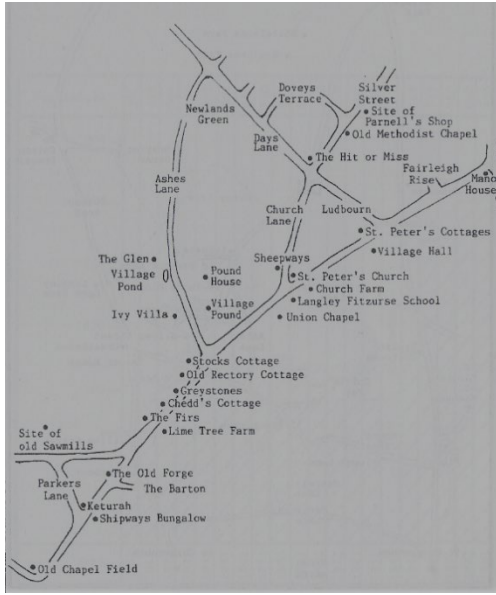 Doveys
Terrace
Silver
Street
Site of
Parnell's Shop
Newlands
Green
Old Methodist Chapel
Days
Lane
The Hit or Miss
Fairleigh
Rise
Mano
House
Ashes
Lane
Church
Lane
Ludbourn
St. Peter's Cottages
Village Hall
Sheepways
The Glen
Village
Pond
Pound
House
St. Peter's Church
Church Farm
Langley Fitzurse School
Village
Pound
Ivy Villa
Union Chapel
Stocks Cottage
Old Rectory Cottage
Greystones
Chedd's Cottage
The Firs
Lime Tree Farm
Site of
old Sawmills
The Old Forge
Parkers
Lane
The Barton
Keturah
Shipways Bungalow
Old Chapel Field